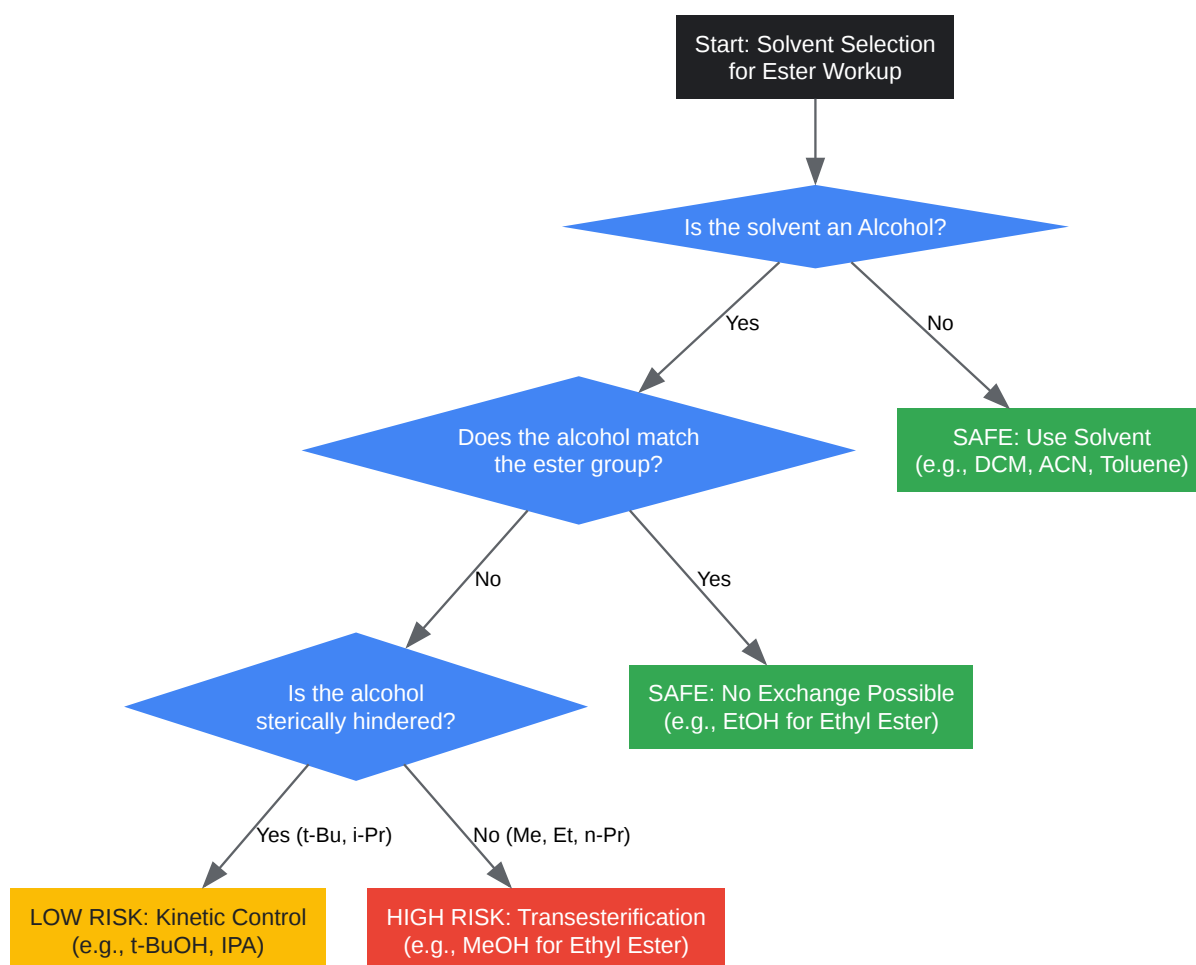 Start: Solvent Selection
for Ester Workup
Is the solvent an Alcohol?
Yes
No
Does the alcohol match
the ester group?
SAFE: Use Solvent
(e.g., DCM, ACN, Toluene)
No
Yes
Is the alcohol
sterically hindered?
SAFE: No Exchange Possible
(e.g., EtOH for Ethyl Ester)
Yes (t-Bu, i-Pr)
No (Me, Et, n-Pr)
LOW RISK: Kinetic Control
(e.g., t-BuOH, IPA)
HIGH RISK: Transesterification
(e.g., MeOH for Ethyl Ester)